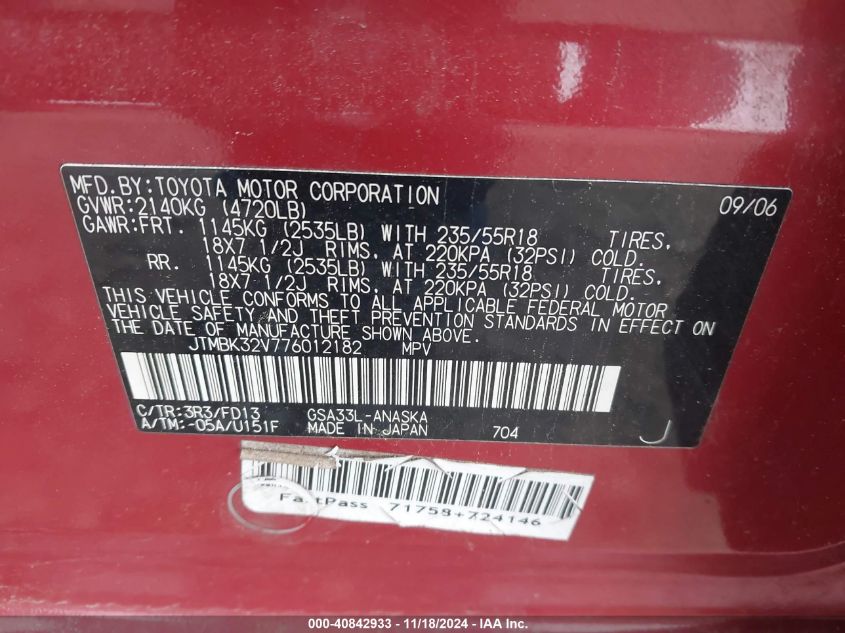 MFD.BY:TOYOTA MOTOR CORPORATION 09/06
GVWR:2140KG (4720LB)
GAWR:FRT. 1145KG (2535LB) WITH 235/55R18 TIRES,
18X7 1/2J RIMS, AT 220KPA (32PSI) COLD.
RR. 1145KG (2535LB) WITH 235/55R18 TIRES,
18X7 1/2J RIMS, AT 220KPA (32PSI) COLD.
THIS VEHICLE CONFORMS TO ALL APPLICABLE FEDERAL MOTOR
VEHICLE SAFETY AND THEFT PREVENTION STANDARDS IN EFFECT ON
THE DATE OF MANUFACTURE SHOWN ABOVE.
JTMBK32V776012182 MPV
C/TR:3R3/FD13 GSA33L-ANASKA
A/TM:-05A/U151F MADE IN JAPAN 704 J
FastPass 71758+724146
000-40842933 - 11/18/2024 - IAA Inc.